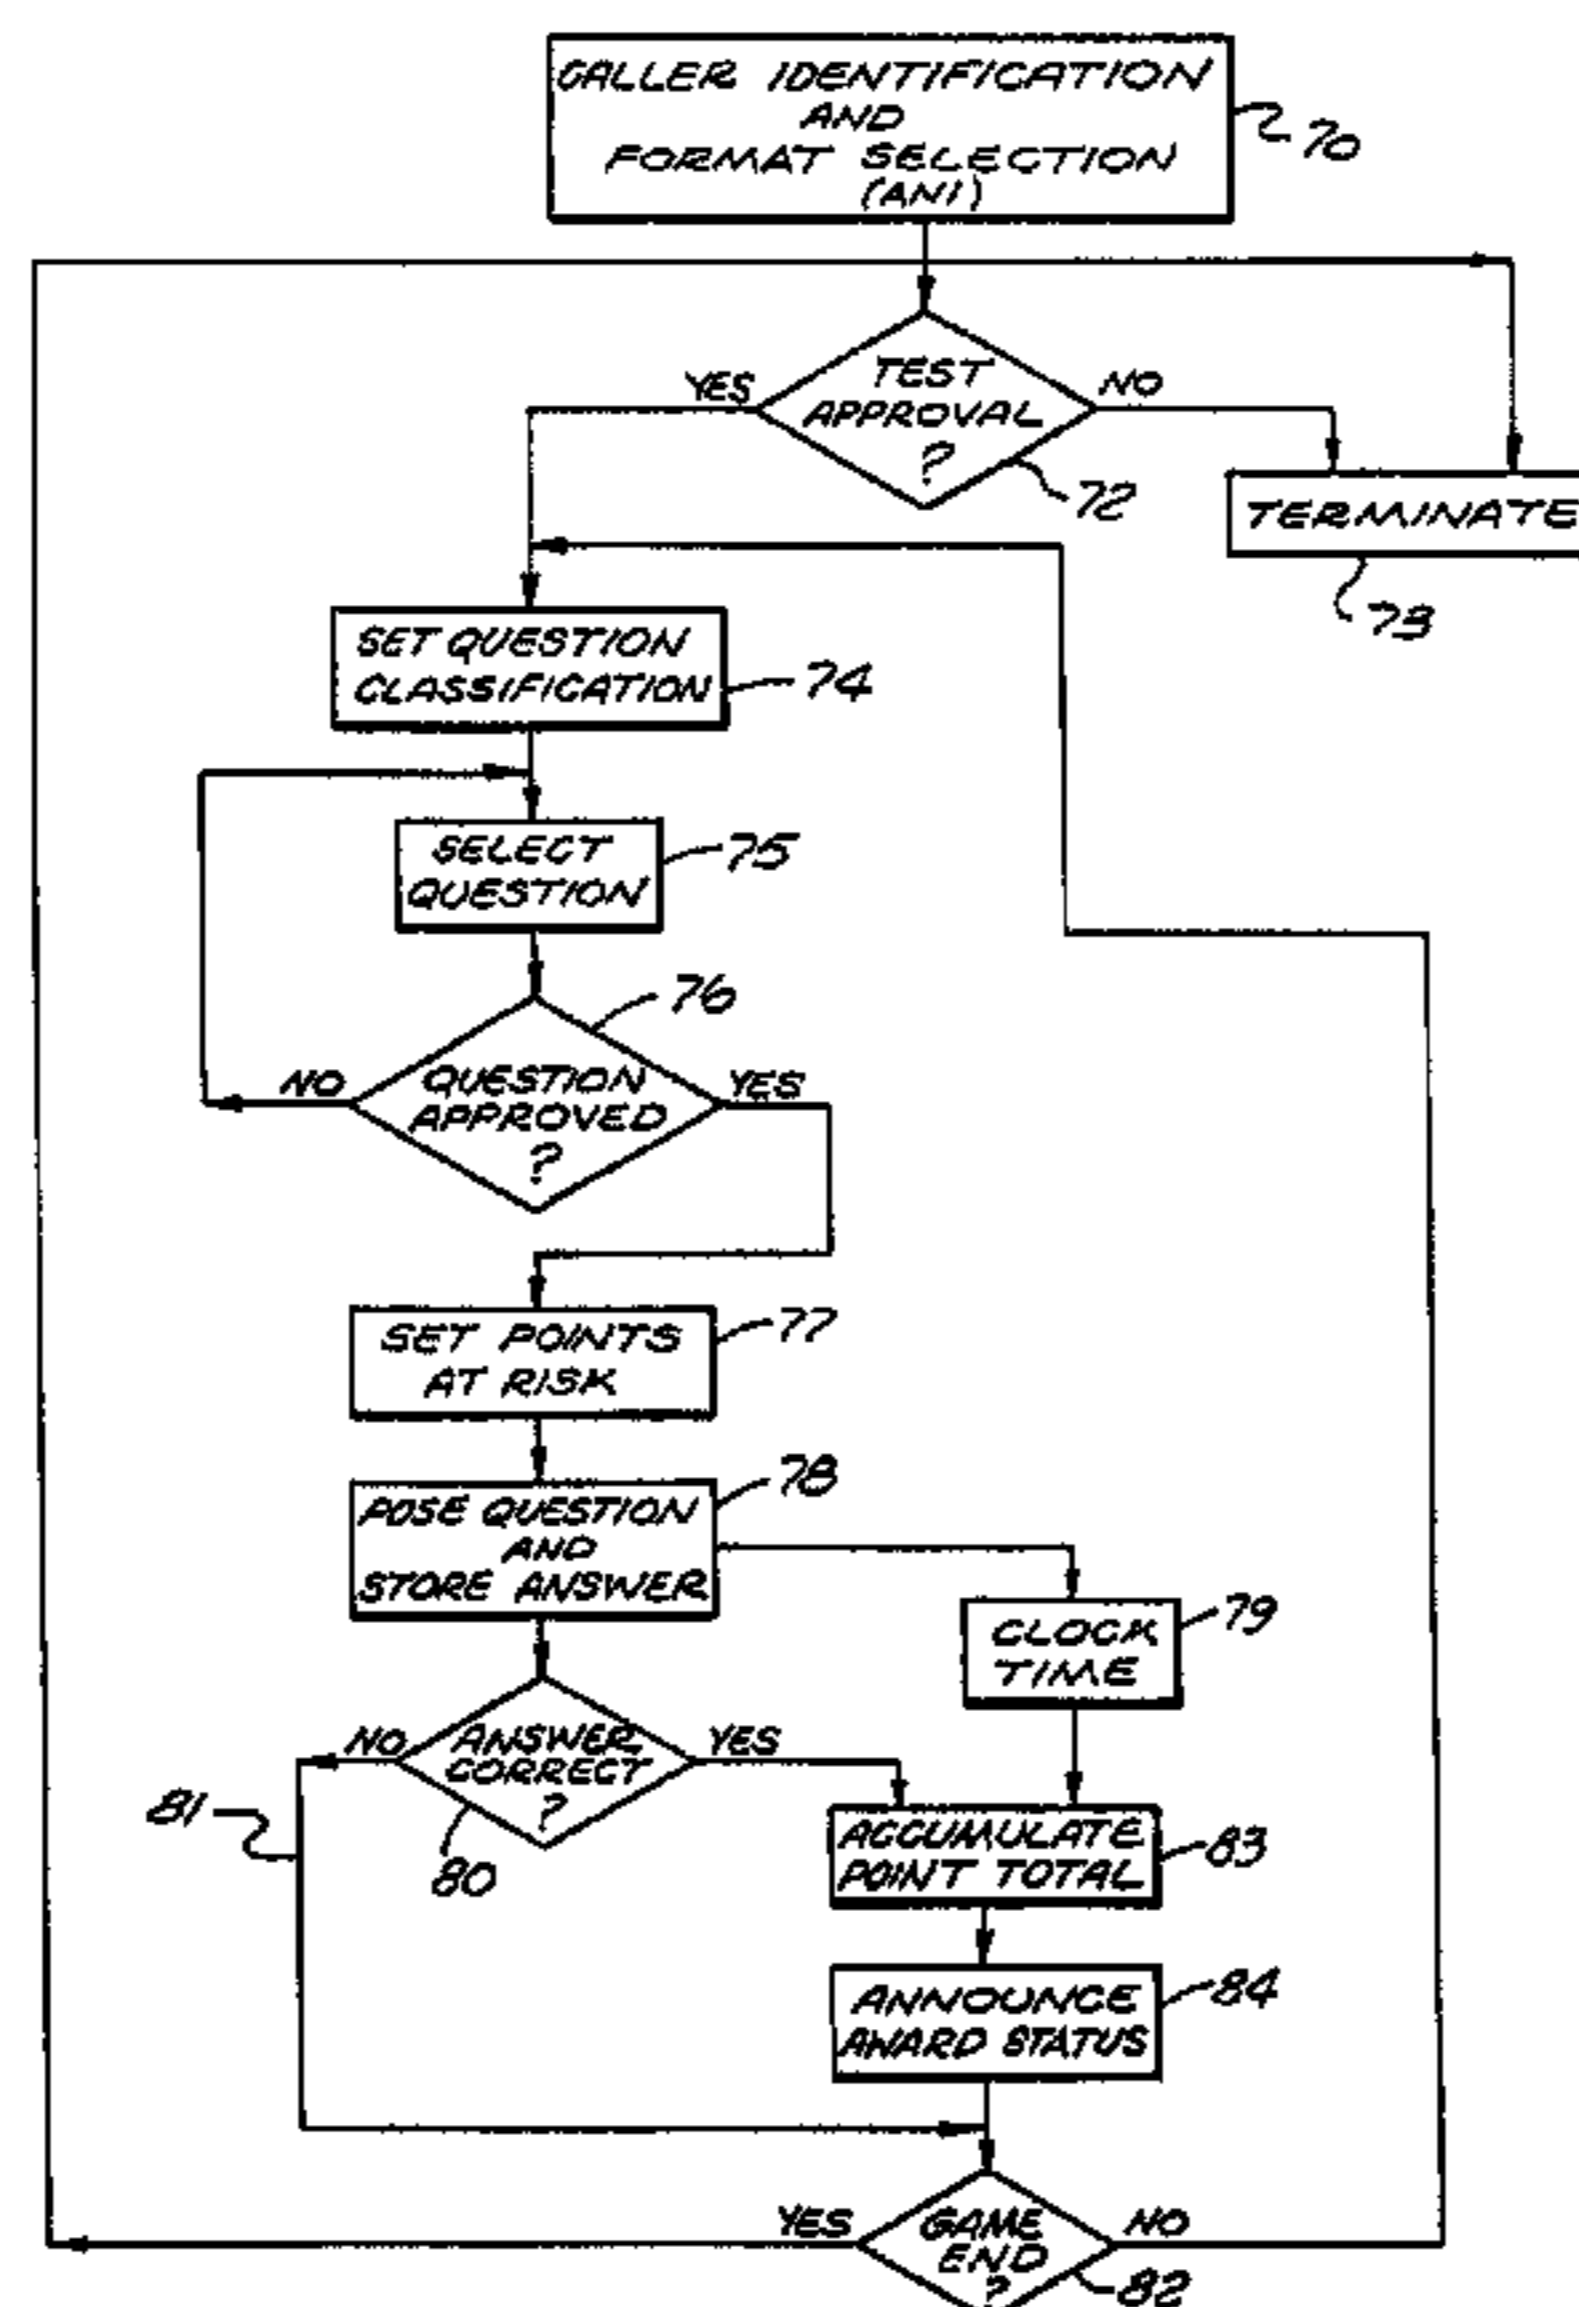 CALLER IDENTIFICATION
AND
FORMAT SELECTION
(ANI)
70
YES
TEST
APPROVAL
?
NO
72
TERMINATE
73
SET QUESTION
CLASSIFICATION
74
SELECT
QUESTION
75
76
NO
QUESTION
APPROVED
?
YES
SET POINTS
AT RISK
77
POSE QUESTION
AND
STORE ANSWER
78
CLOCK
TIME
79
NO
ANSWER
CORRECT
?
YES
81
80
ACCUMULATE
POINT TOTAL
83
ANNOUNCE
AWARD STATUS
84
YES
GAME
END
?
NO
82